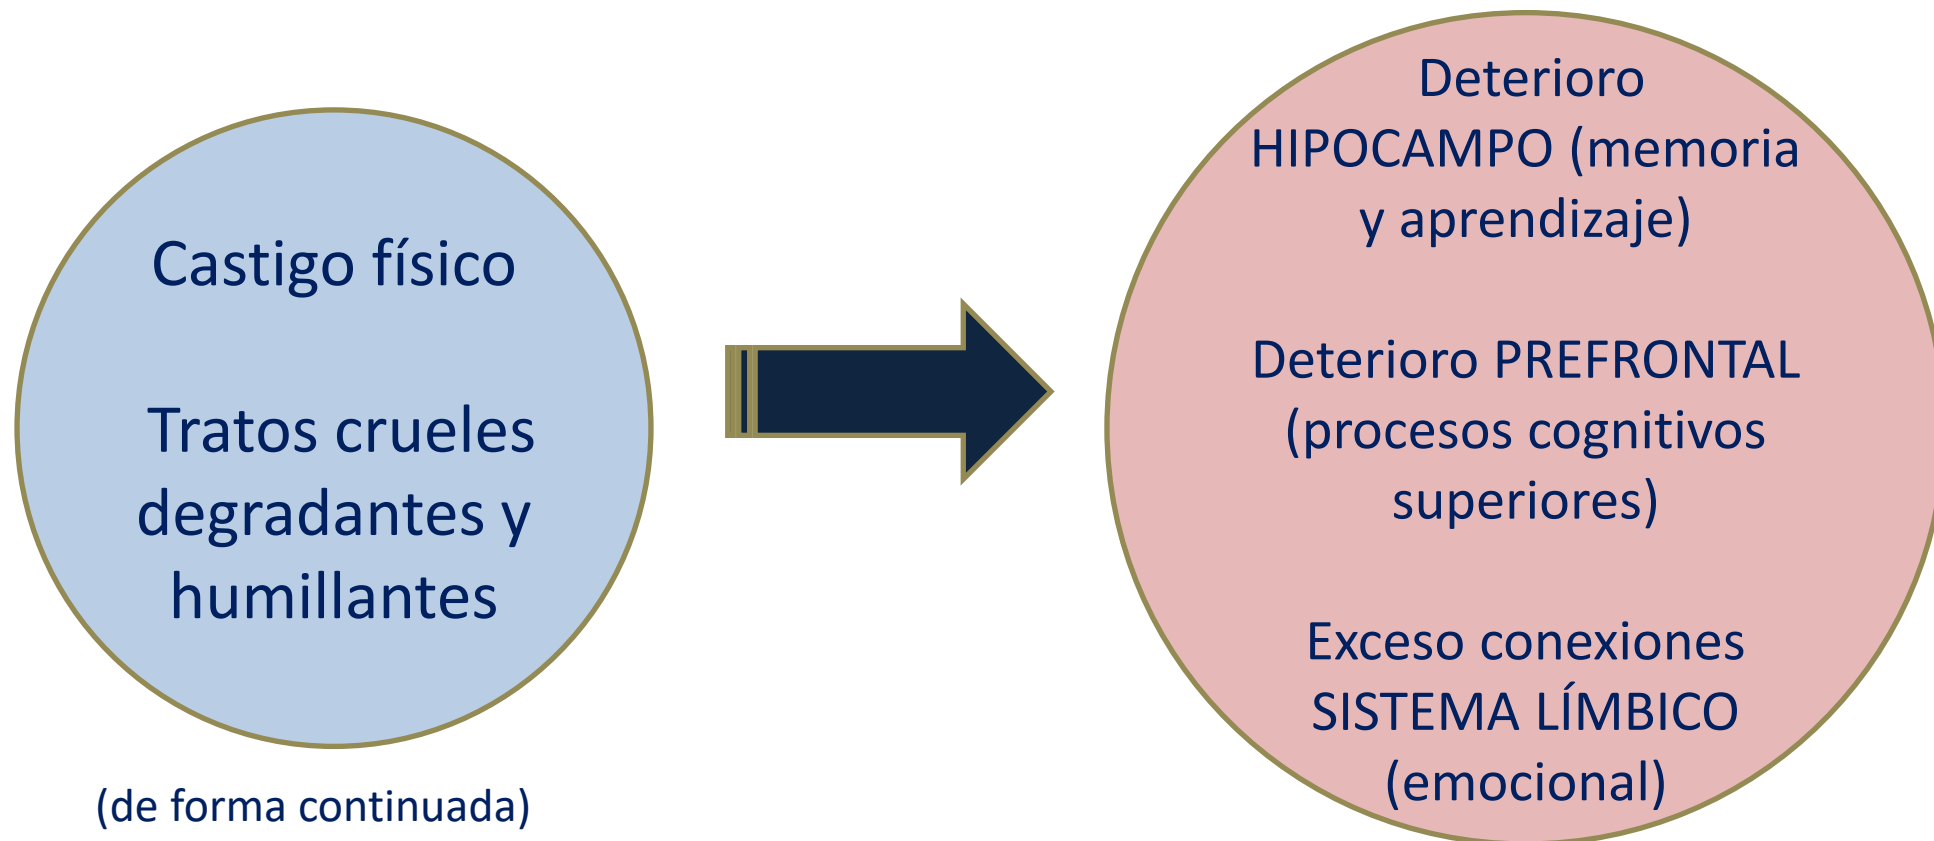 Castigo físico
Tratos crueles
degradantes y
humillantes
(de forma continuada)
Deterioro
HIPOCAMPO (memoria
y aprendizaje)
Deterioro PREFRONTAL
(procesos cognitivos
superiores)
Exceso conexiones
SISTEMA LÍMBICO
(emocional)